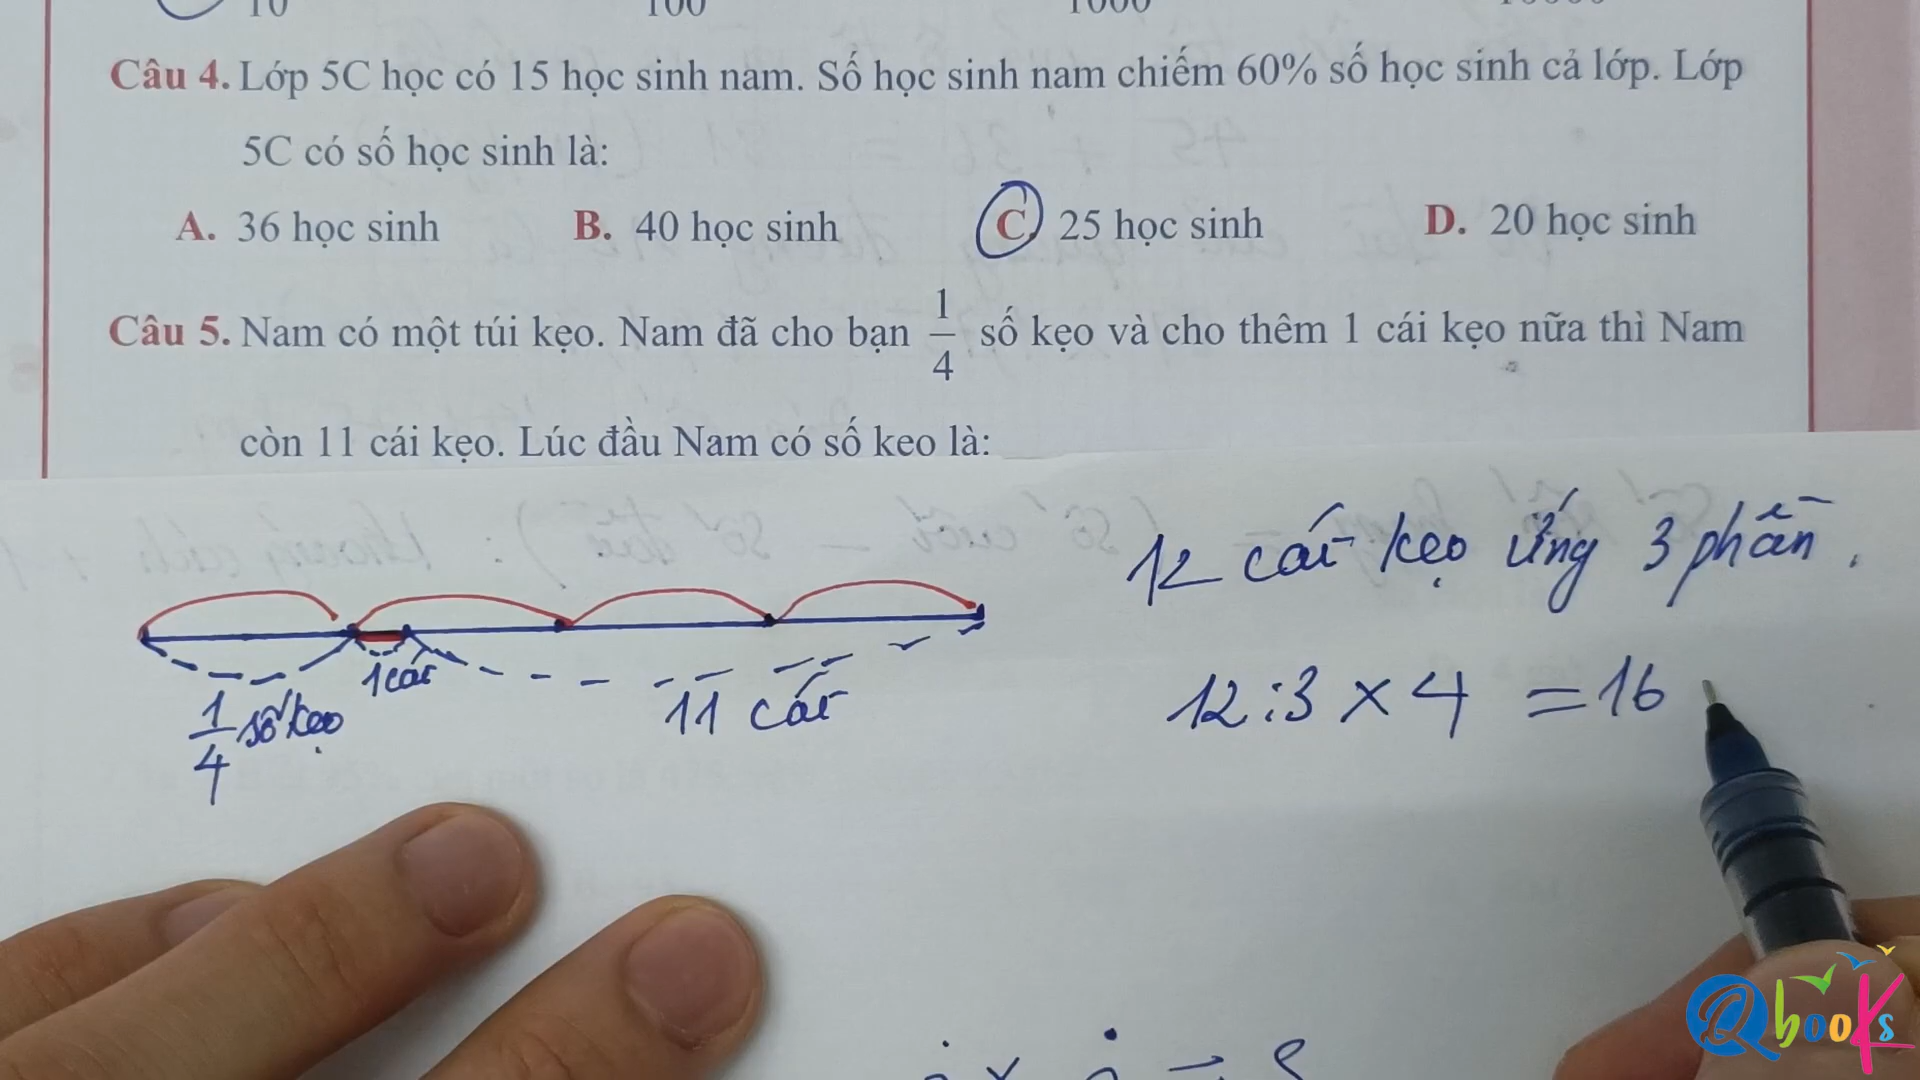 10 100 1000
Câu 4. Lớp 5C học có 15 học sinh nam. Số học sinh nam chiếm 60% số học sinh cả lớp. Lớp
5C có số học sinh là:
A. 36 học sinh B. 40 học sinh C. 25 học sinh D. 20 học sinh
Câu 5. Nam có một túi kẹo. Nam đã cho bạn 1/4 số kẹo và cho thêm 1 cái kẹo nữa thì Nam
còn 11 cái kẹo. Lúc đầu Nam có số keo là:
12 cái kẹo ứng 3 phần.
1 cái
1/4 số kẹo
11 cái
12 : 3 x 4 = 16
Qbooks